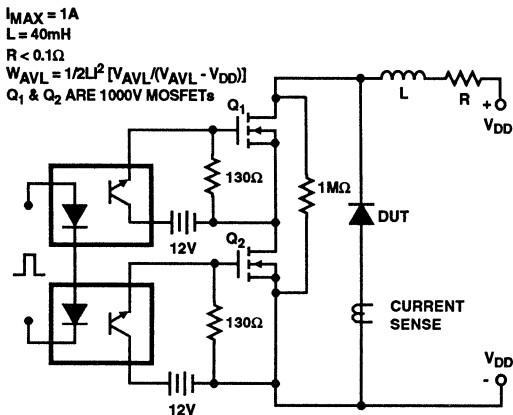 IMAX = 1A
L = 40mH
R < 0.1Ω
WAVL = 1/2LI² [VAVL/(VAVL - VDD)]
Q1 & Q2 ARE 1000V MOSFETs
Q1
L
R
+
VDD
130Ω
1MΩ
DUT
12V
Q2
130Ω
CURRENT
SENSE
VDD
-
12V